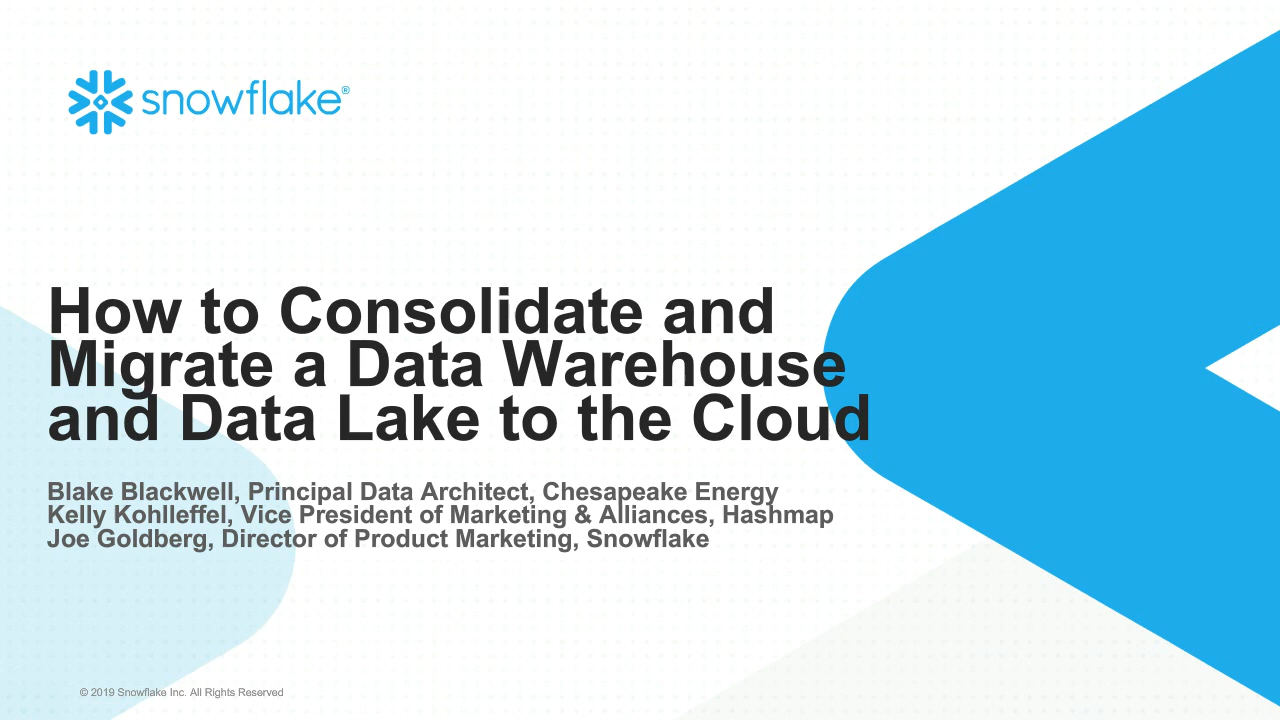 snowflake®
How to Consolidate and
Migrate a Data Warehouse
and Data Lake to the Cloud
Blake Blackwell, Principal Data Architect, Chesapeake Energy
Kelly Kohlleffel, Vice President of Marketing & Alliances, Hashmap
Joe Goldberg, Director of Product Marketing, Snowflake
© 2019 Snowflake Inc. All Rights Reserved